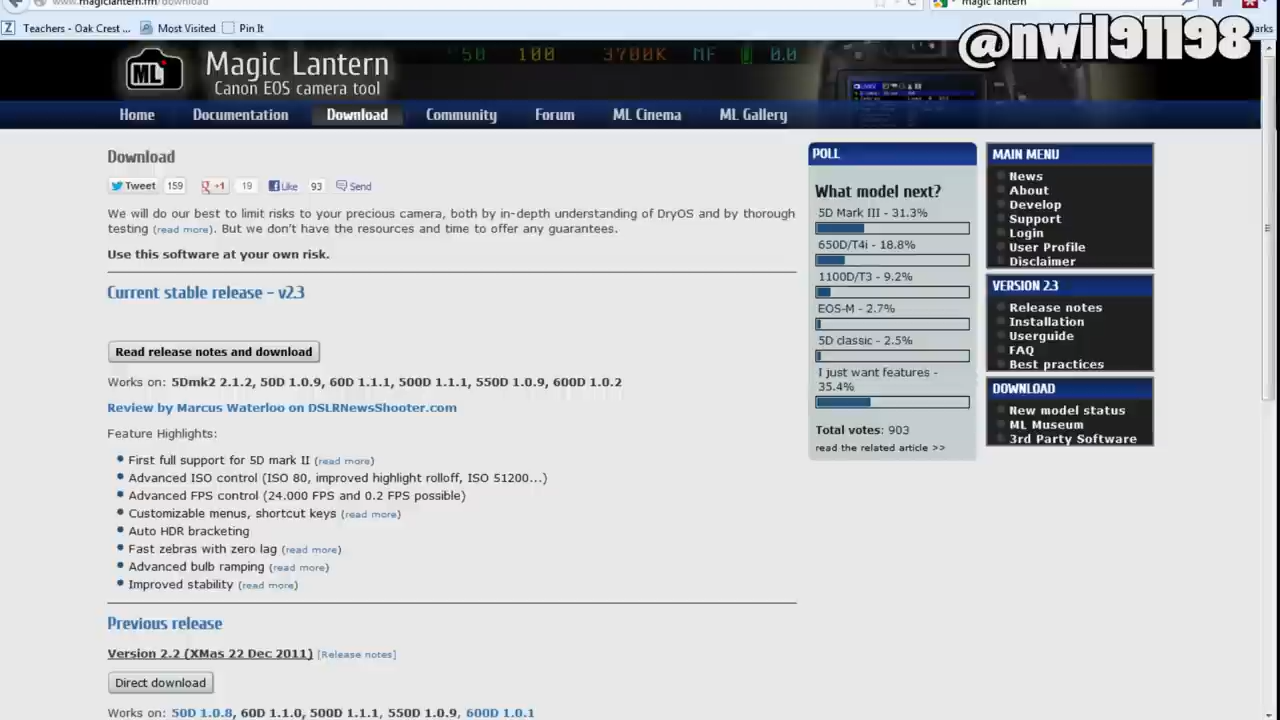 www.magiclantern.fm/download
magic lantern
Teachers - Oak Crest ... Most Visited Pin It
@nwil91198
50 100 3700K MF 0.0
ML
Magic Lantern
Canon EOS camera tool
Home Documentation Download Community Forum ML Cinema ML Gallery
Download
Tweet 159 +1 19 Like 93 Send
We will do our best to limit risks to your precious camera, both by in-depth understanding of DryOS and by thorough
testing (read more). But we don't have the resources and time to offer any guarantees.
Use this software at your own risk.
Current stable release - v2.3
Read release notes and download
Works on: 5Dmk2 2.1.2, 50D 1.0.9, 60D 1.1.1, 500D 1.1.1, 550D 1.0.9, 600D 1.0.2
Review by Marcus Waterloo on DSLRNewsShooter.com
Feature Highlights:
First full support for 5D mark II (read more)
Advanced ISO control (ISO 80, improved highlight rolloff, ISO 51200...)
Advanced FPS control (24.000 FPS and 0.2 FPS possible)
Customizable menus, shortcut keys (read more)
Auto HDR bracketing
Fast zebras with zero lag (read more)
Advanced bulb ramping (read more)
Improved stability (read more)
Previous release
Version 2.2 (XMas 22 Dec 2011) [Release notes]
Direct download
Works on: 50D 1.0.8, 60D 1.1.0, 500D 1.1.1, 550D 1.0.9, 600D 1.0.1
POLL
What model next?
5D Mark III - 31.3%
650D/T4i - 18.8%
1100D/T3 - 9.2%
EOS-M - 2.7%
5D classic - 2.5%
I just want features -
35.4%
Total votes: 903
read the related article >>
MAIN MENU
News
About
Develop
Support
Login
User Profile
Disclaimer
VERSION 2.3
Release notes
Installation
Userguide
FAQ
Best practices
DOWNLOAD
New model status
ML Museum
3rd Party Software